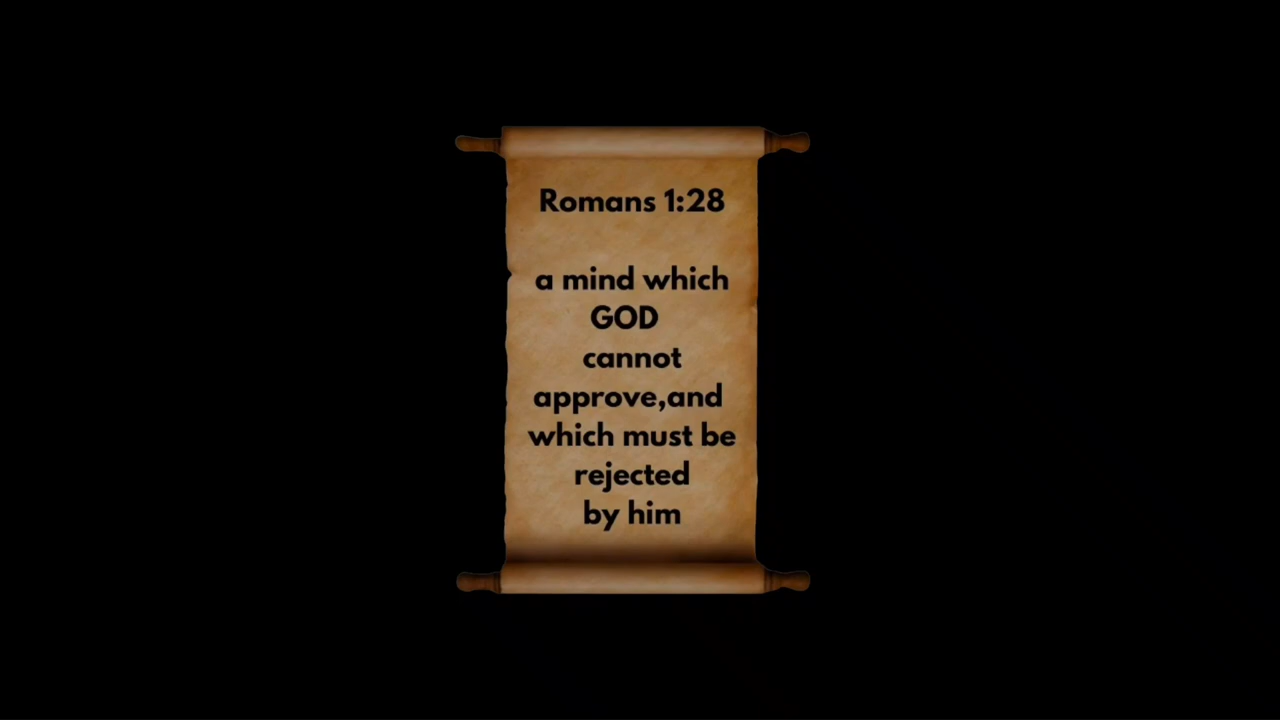 Romans 1:28
a mind which
GOD
cannot
approve,and
which must be
rejected
by him